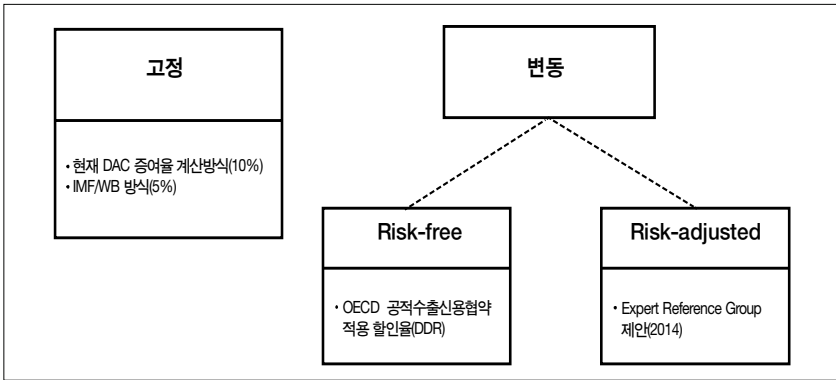 고정
• 현재 DAC 증여율 계산방식(10%)
• IMF/WB 방식(5%)
변동
Risk-free
• OECD 공적수출신용협약
적용 할인율(DDR)
Risk-adjusted
• Expert Reference Group
제안(2014)